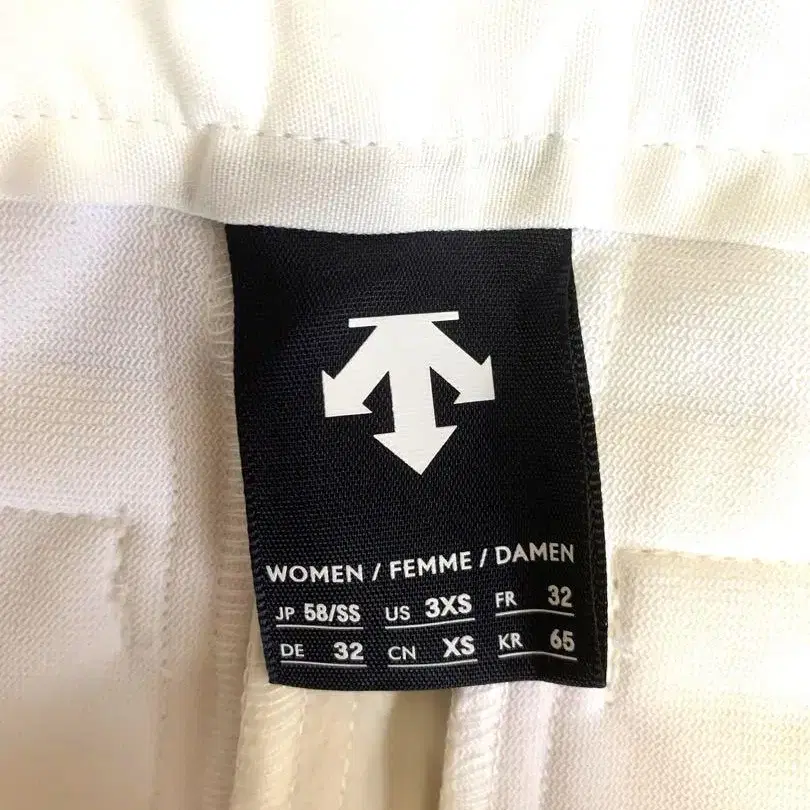 WOMEN / FEMME / DAMEN
JP 58/SS US 3XS FR 32
DE 32 CN XS KR 65